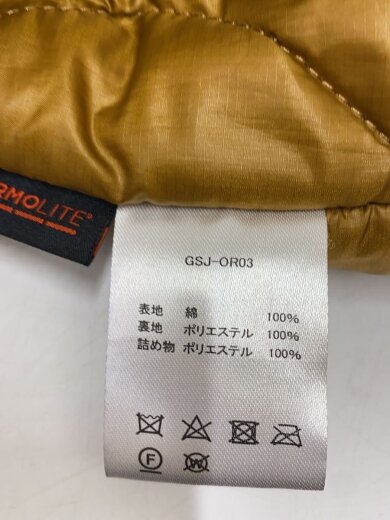 RMOLITE®
GSJ-OR03
表地 綿 100%
裏地 ポリエステル 100%
詰め物 ポリエステル 100%
F W